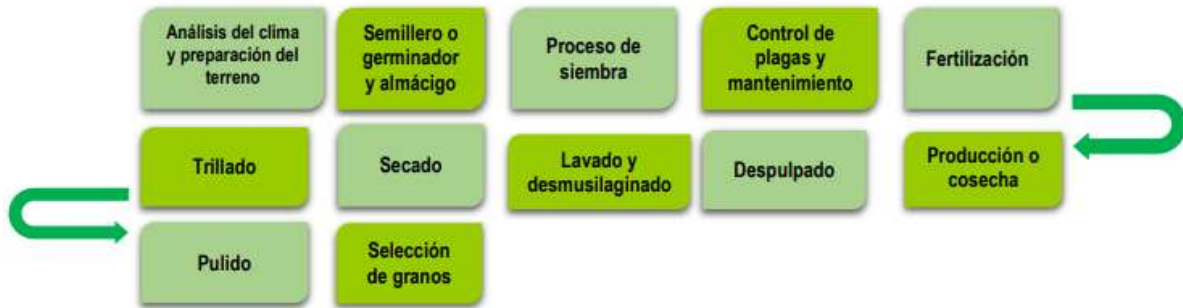 Análisis del clima
y preparación del
terreno
Semillero o
germinador
y almácigo
Proceso de
siembra
Control de
plagas y
mantenimiento
Fertilización
Producción o
cosecha
Despulpado
Lavado y
desmusilaginado
Secado
Trillado
Pulido
Selección
de granos